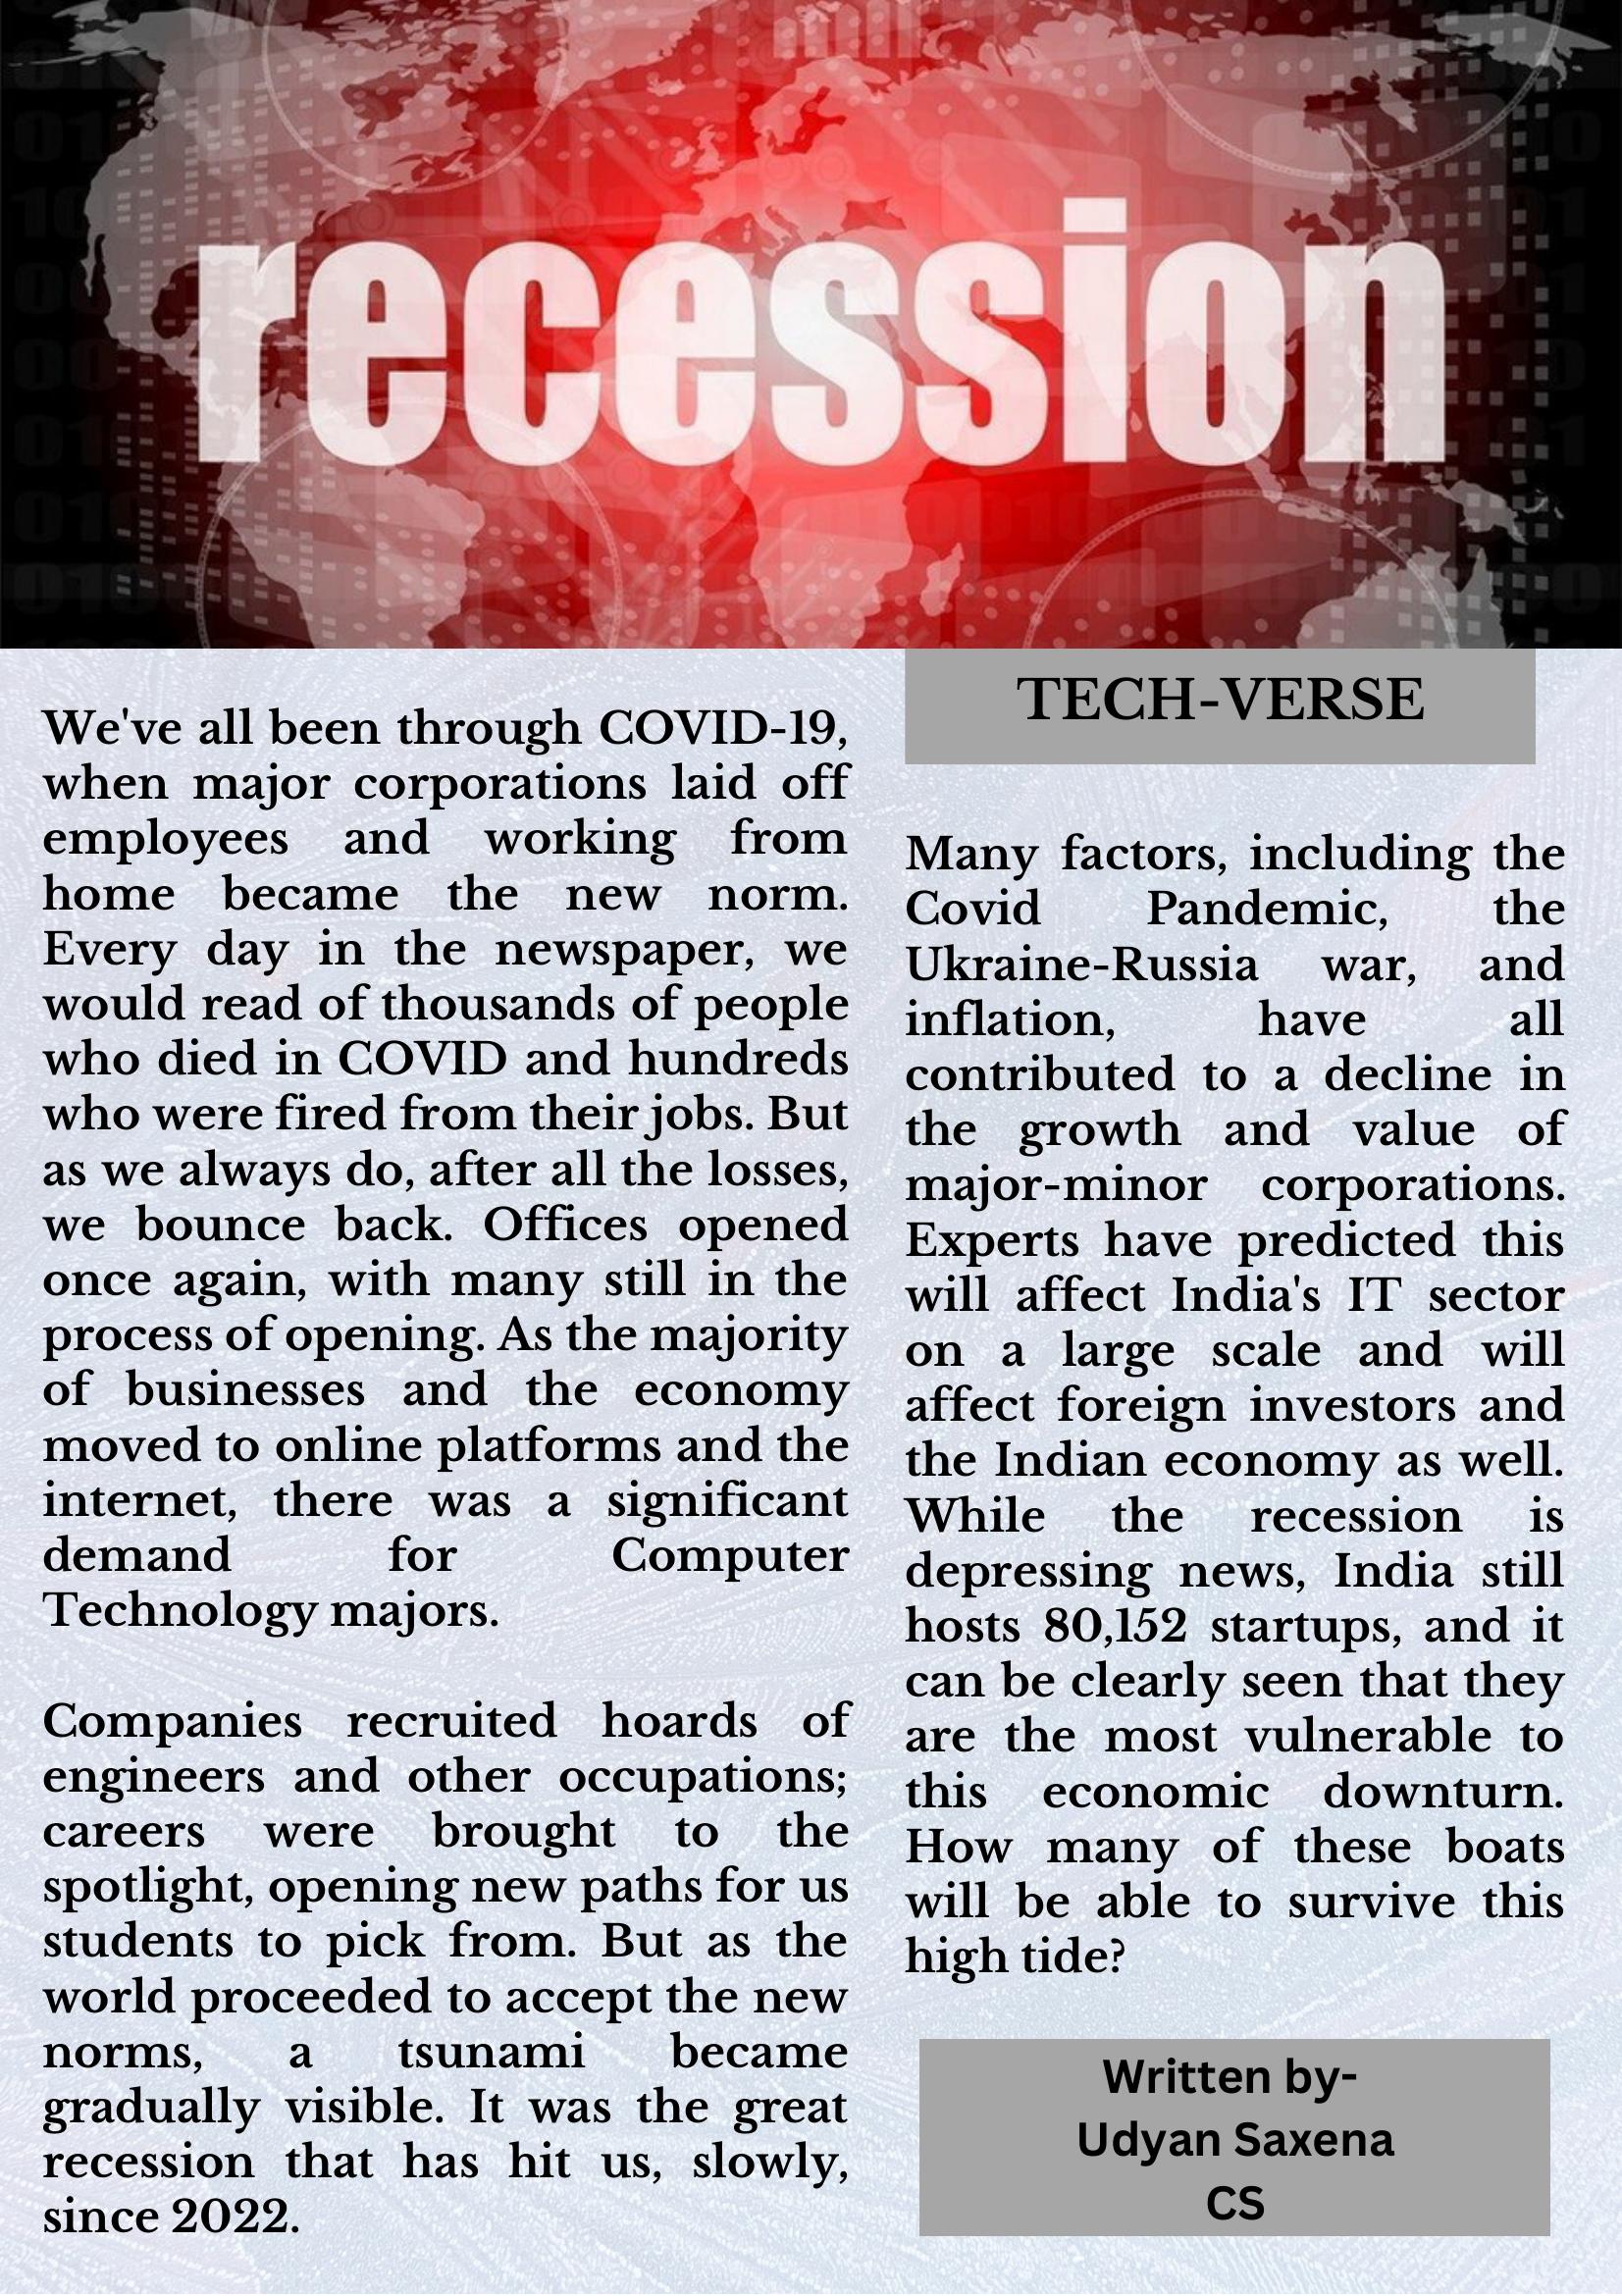 recession
We've all been through COVID-19,
when major corporations laid off
employees and working from
home became the new norm.
Every day in the newspaper, we
would read of thousands of people
who died in COVID and hundreds
who were fired from their jobs. But
as we always do, after all the losses,
we bounce back. Offices opened
once again, with many still in the
process of opening. As the majority
of businesses and the economy
moved to online platforms and the
internet, there was a significant
demand for Computer
Technology majors.
Companies recruited hoards of
engineers and other occupations;
careers were brought to the
spotlight, opening new paths for us
students to pick from. But as the
world proceeded to accept the new
norms, a tsunami became
gradually visible. It was the great
recession that has hit us, slowly,
since 2022.
TECH-VERSE
Many factors, including the
Covid Pandemic, the
Ukraine-Russia war, and
inflation, have all
contributed to a decline in
the growth and value of
major-minor corporations.
Experts have predicted this
will affect India's IT sector
on a large scale and will
affect foreign investors and
the Indian economy as well.
While the recession is
depressing news, India still
hosts 80,152 startups, and it
can be clearly seen that they
are the most vulnerable to
this economic downturn.
How many of these boats
will be able to survive this
high tide?
Written by-
Udyan Saxena
CS